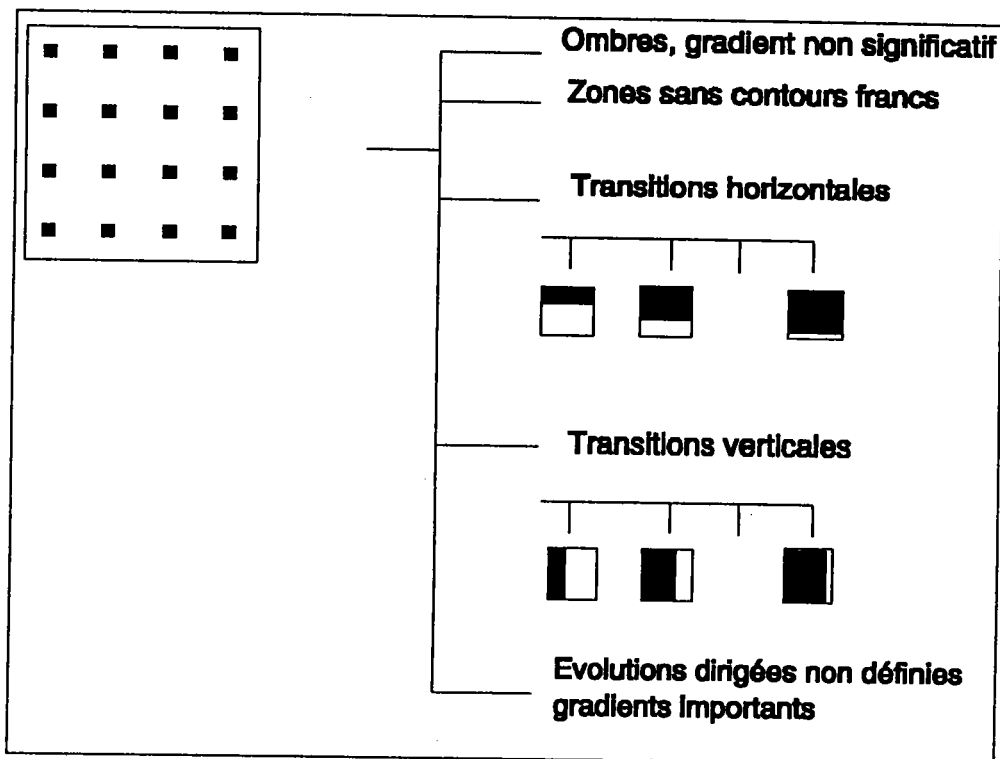 Ombres, gradient non significatif
Zones sans contours francs
Transitions horizontales
Transitions verticales
Evolutions dirigées non définies
gradients importants